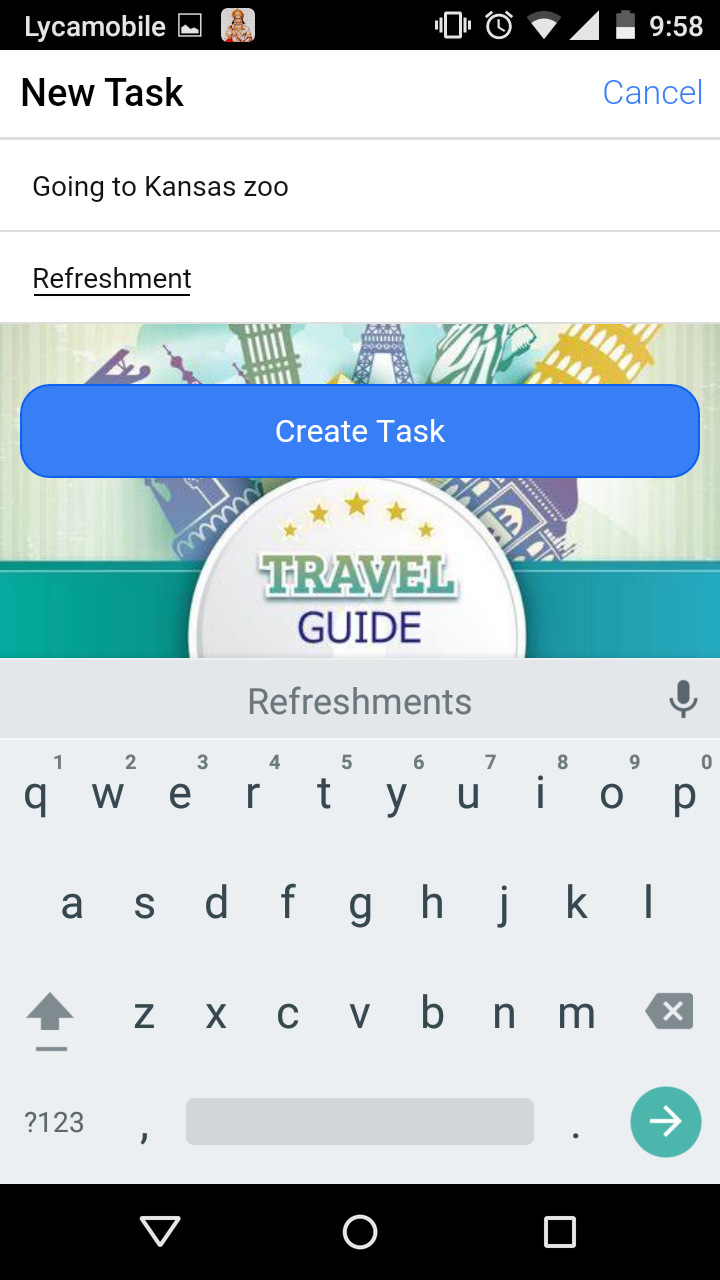 Lycamobile 9:58
New Task Cancel
Going to Kansas zoo
Refreshment
Create Task
TRAVEL
GUIDE
Refreshments
1 2 3 4 5 6 7 8 9 0
q w e r t y u i o p
a s d f g h j k l
z x c v b n m
?123 , .